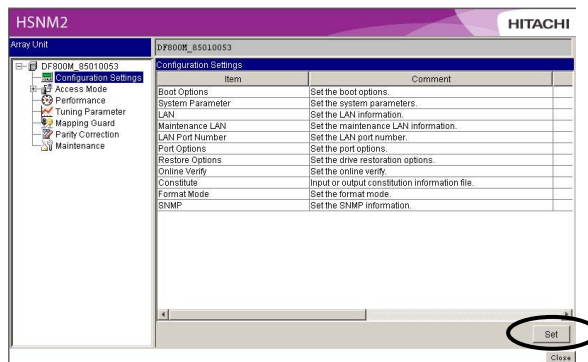 HSNM2
HITACHI
Array Unit
DF800M_85010053
Configuration Settings
Access Mode
Performance
Tuning Parameter
Mapping Guard
Parity Correction
Maintenance
DF800M_85010053
Configuration Settings
Item Comment
Boot Options Set the boot options.
System Parameter Set the system parameters.
LAN Set the LAN information.
Maintenance LAN Set the maintenance LAN information.
LAN Port Number Set the LAN port number.
Port Options Set the port options.
Restore Options Set the drive restoration options.
Online Verify Set the online verify.
Constitute Input or output constitution information file.
Format Mode Set the format mode.
SNMP Set the SNMP information.
Set
Close